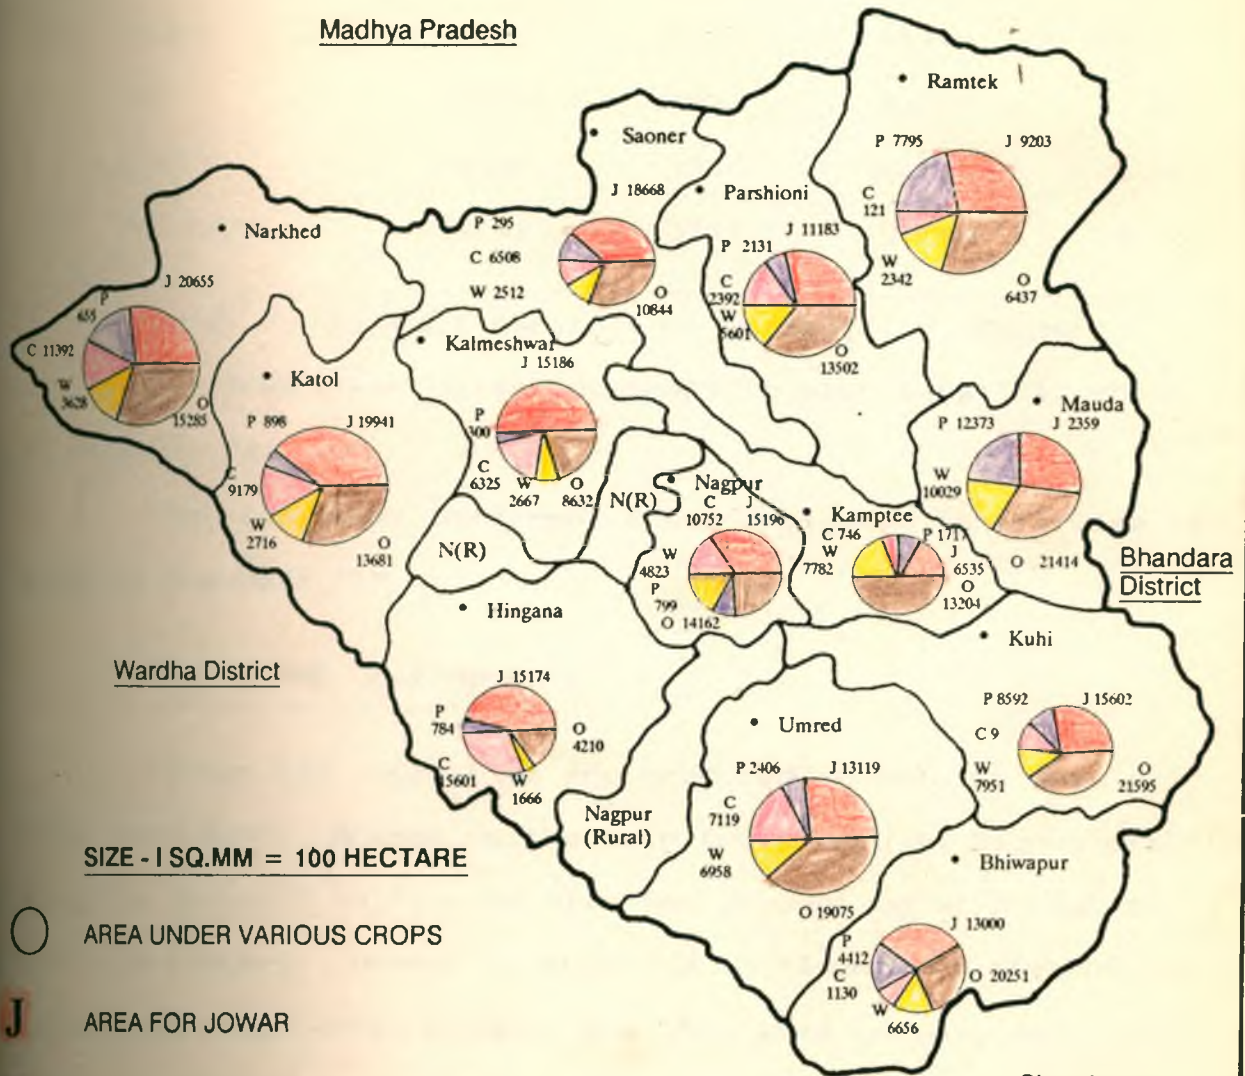 Madhya Pradesh
Ramtek
P 7795
J 9203
C
121
W
2342
O
6437
Saoner
J 18668
P 295
C 6508
W 2512
O
10844
Parshioni
J 11183
P 2131
C
2392
W
5601
O
13502
Narkhed
J 20655
P
655
C 11392
W
3628
O
15285
Kalmeshwar
J 15186
P
300
C
6325
W
2667
O
8632
Katol
P 898
J 19941
C
9179
W
2716
O
13681
Mauda
P 12373
J 2359
W
10029
O 21414
N(R)
N(R)
Nagpur
C
10752
J
15196
W
4823
P
799
O 14162
Kamptee
C 746
P 1717
W
7782
J
6535
O
13204
Bhandara
District
Hingana
J 15174
P
784
O
4210
C
15601
W
1666
Wardha District
Kuhi
P 8592
J 15602
C 9
W
7951
O
21595
Umred
P 2406
J 13119
C
7119
W
6958
O 19075
Nagpur
(Rural)
Bhiwapur
J 13000
P
4412
C
1130
O 20251
W
6656
SIZE - I SQ.MM = 100 HECTARE
AREA UNDER VARIOUS CROPS
J AREA FOR JOWAR